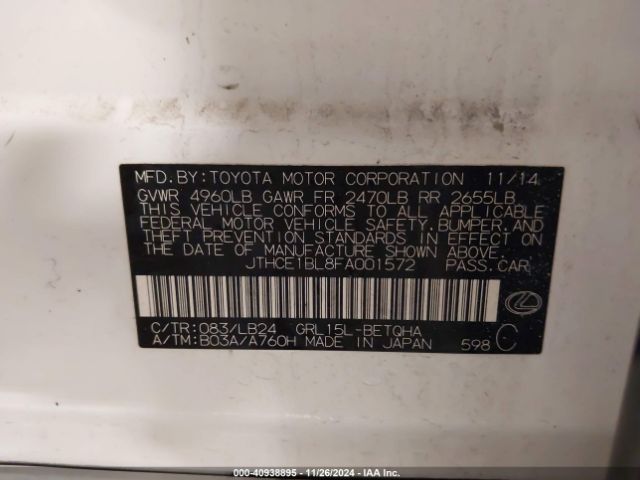 MFD.BY:TOYOTA MOTOR CORPORATION 11/14
GVWR 4960LB GAWR FR 2470LB RR 2655LB
THIS VEHICLE CONFORMS TO ALL APPLICABLE
FEDERAL MOTOR VEHICLE SAFETY,BUMPER,AND
THEFT PREVENTION STANDARDS IN EFFECT ON
THE DATE OF MANUFACTURE SHOWN ABOVE.
JTHCE1BL8FA001572 PASS.CAR
C/TR:083/LB24 GRL15L-BETQHA
A/TM:B03A/A760H MADE IN JAPAN 598 C
000-40938895 - 11/26/2024 - IAA Inc.